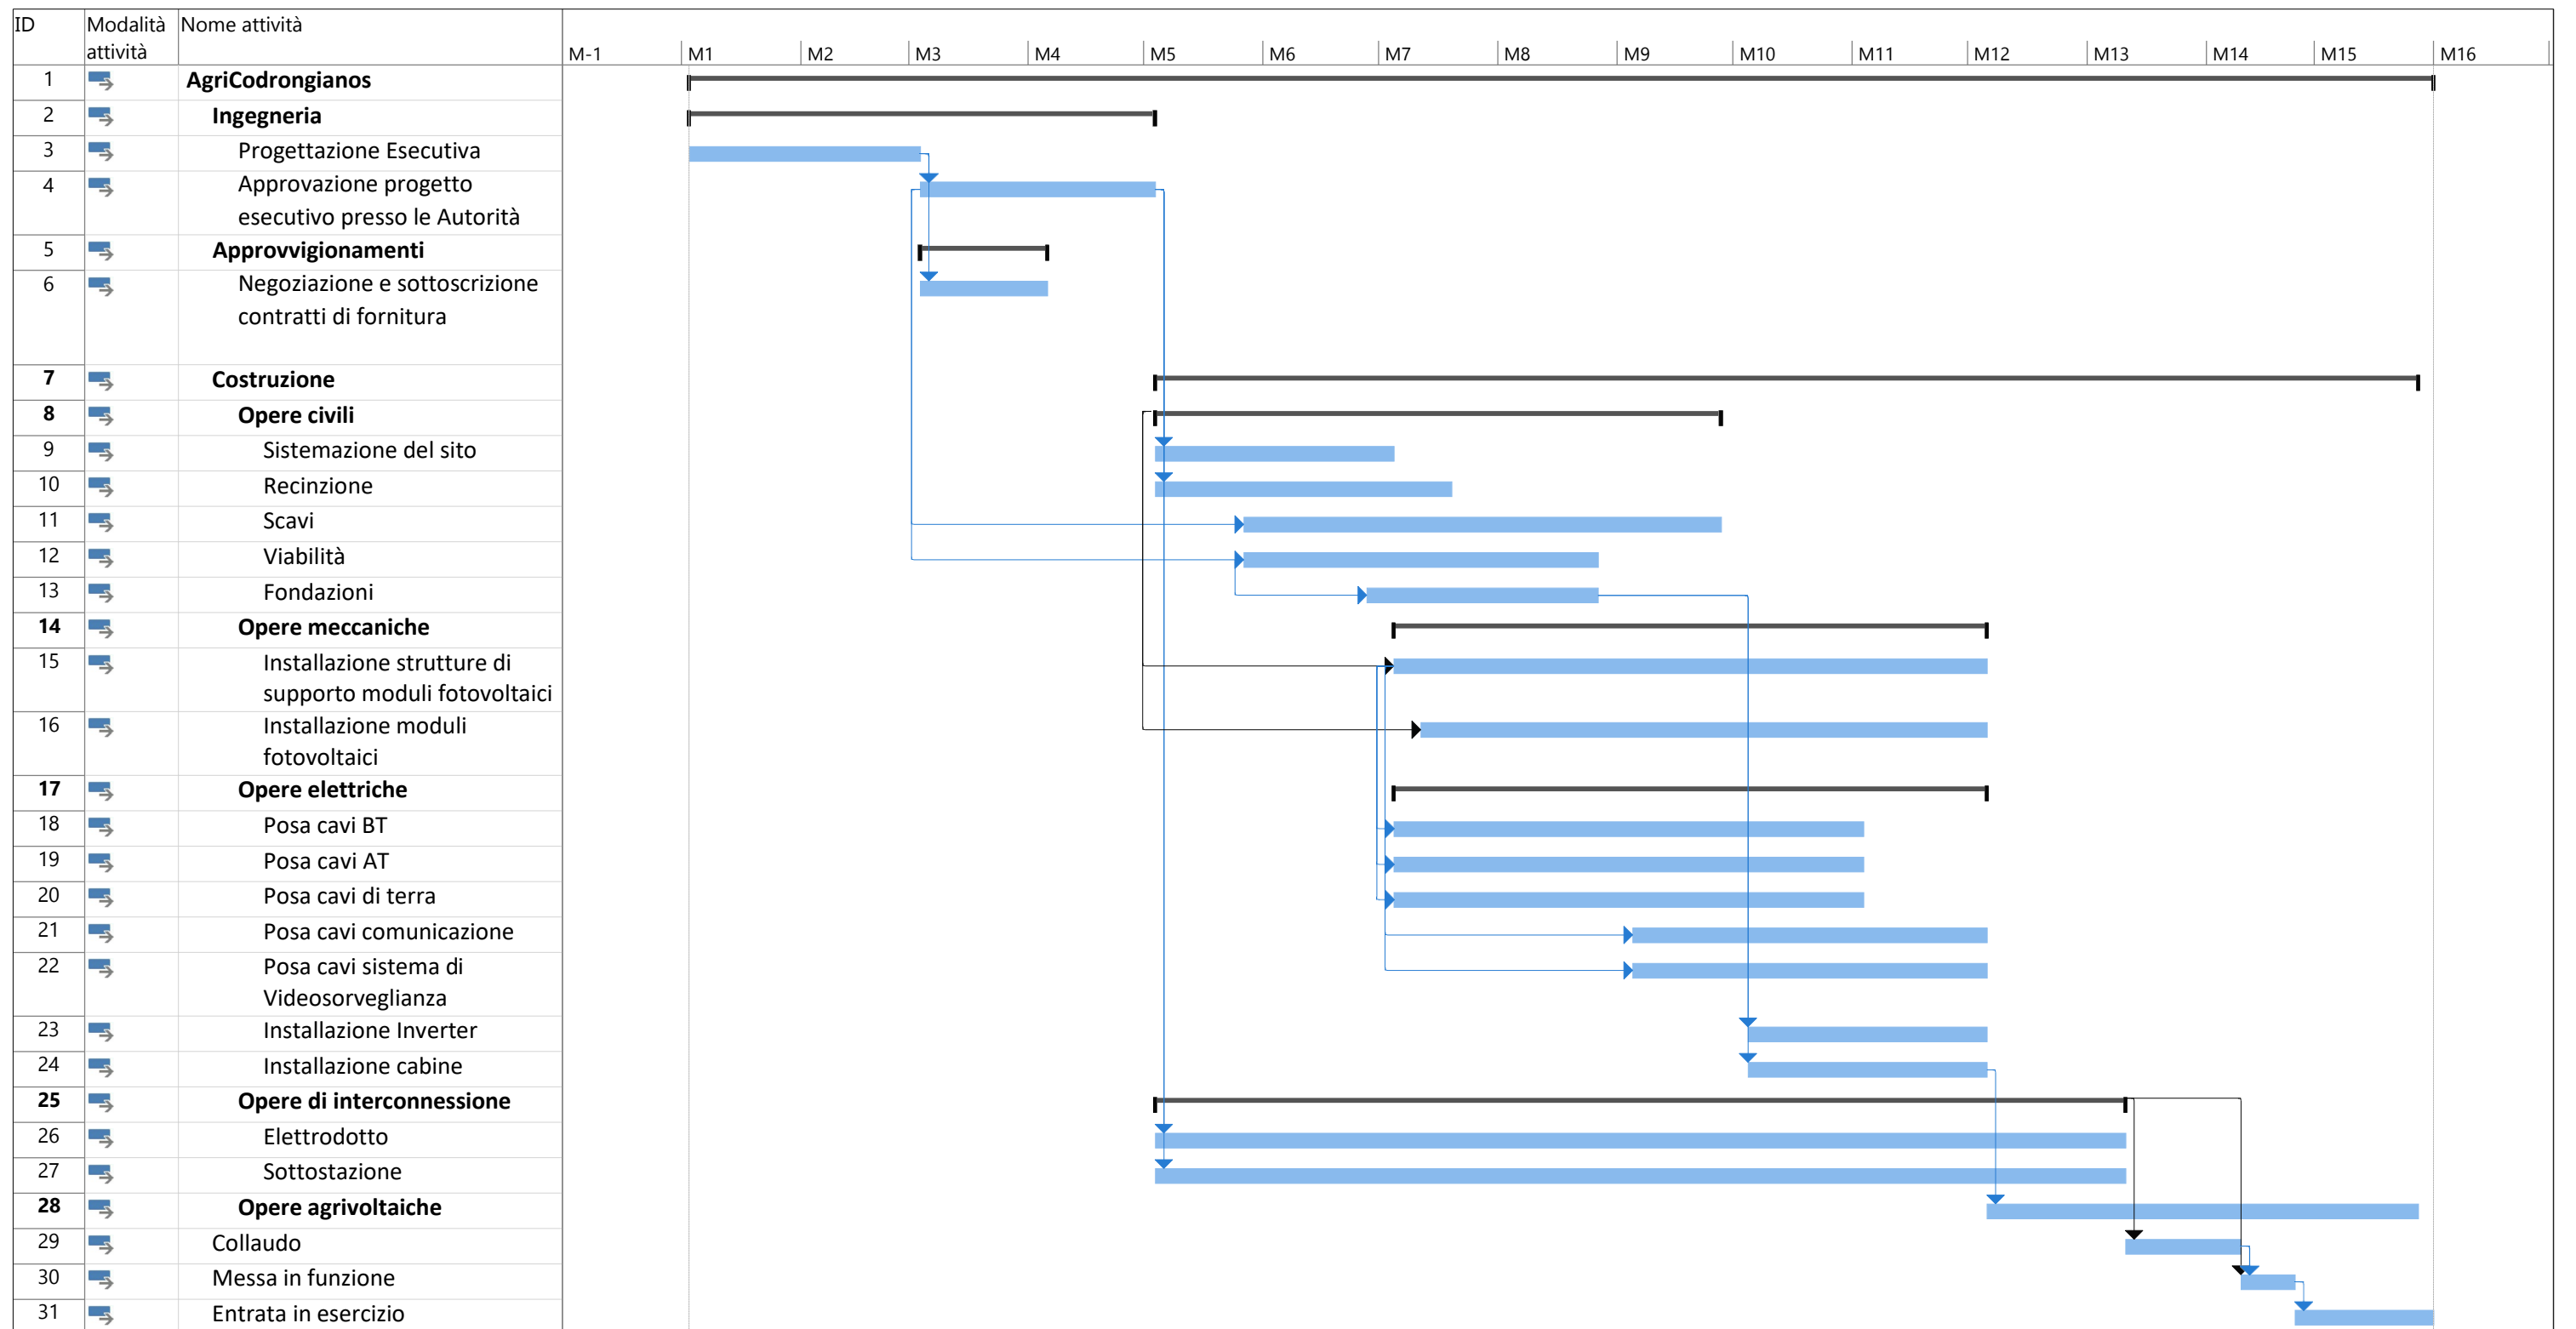 ID Modalità attività Nome attività M-1 M1 M2 M3 M4 M5 M6 M7 M8 M9 M10 M11 M12 M13 M14 M15 M16
1 AgriCodrongianos
2 Ingegneria
3 Progettazione Esecutiva
4 Approvazione progetto
esecutivo presso le Autorità
5 Approvvigionamenti
6 Negoziazione e sottoscrizione
contratti di fornitura
7 Costruzione
8 Opere civili
9 Sistemazione del sito
10 Recinzione
11 Scavi
12 Viabilità
13 Fondazioni
14 Opere meccaniche
15 Installazione strutture di
supporto moduli fotovoltaici
16 Installazione moduli
fotovoltaici
17 Opere elettriche
18 Posa cavi BT
19 Posa cavi AT
20 Posa cavi di terra
21 Posa cavi comunicazione
22 Posa cavi sistema di
Videosorveglianza
23 Installazione Inverter
24 Installazione cabine
25 Opere di interconnessione
26 Elettrodotto
27 Sottostazione
28 Opere agrivoltaiche
29 Collaudo
30 Messa in funzione
31 Entrata in esercizio